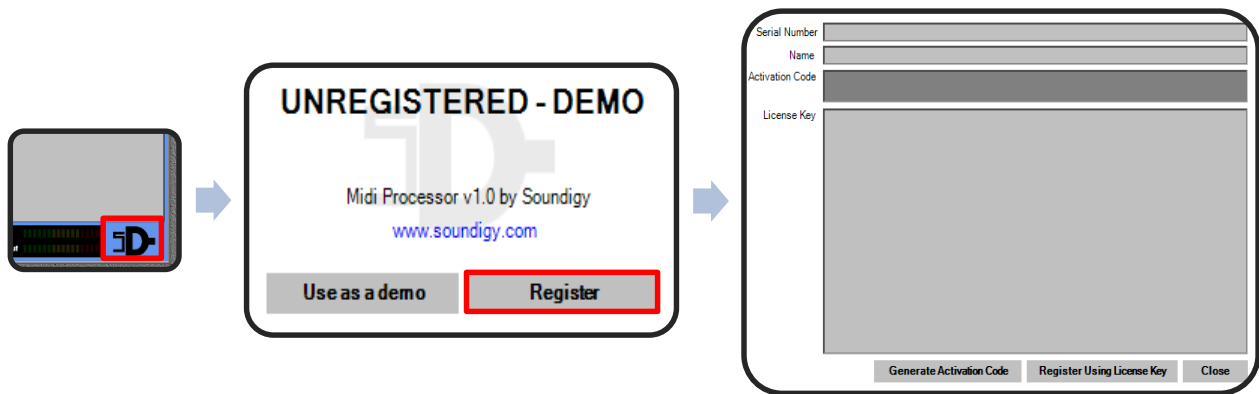 UNREGISTERED - DEMO
Midi Processor v1.0 by Soundigy
www.soundigy.com
Use as a demo
Register
Serial Number
Name
Activation Code
License Key
Generate Activation Code
Register Using License Key
Close